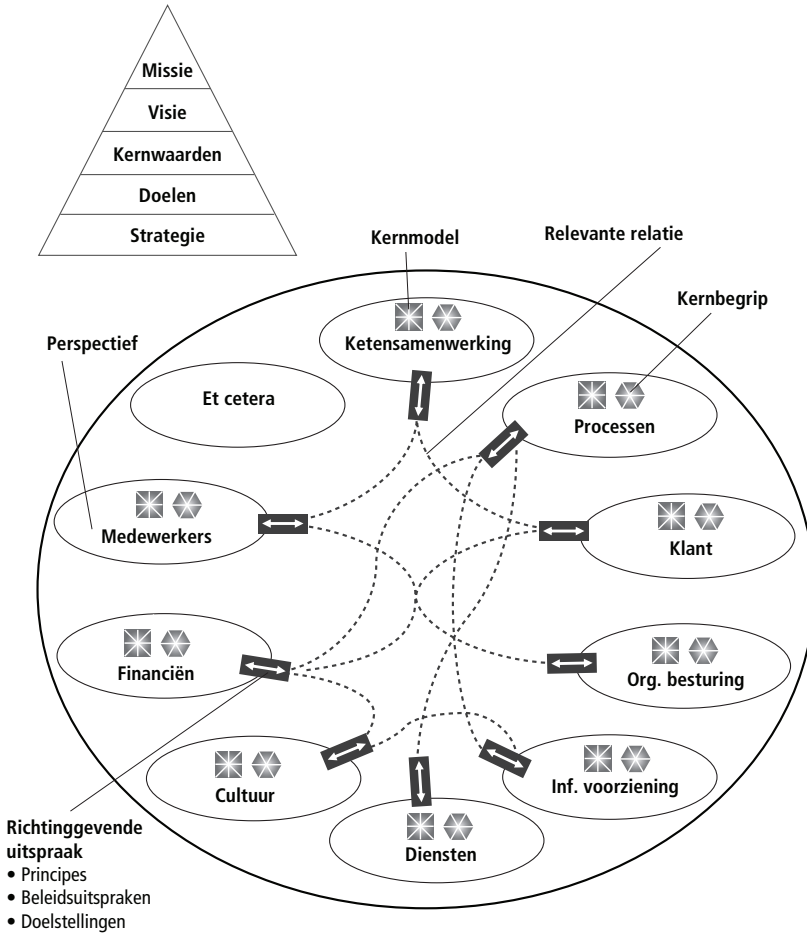 Missie
Visie
Kernwaarden
Doelen
Strategie
Kernmodel
Relevante relatie
Kernbegrip
Perspectief
Ketensamenwerking
Et cetera
Processen
Medewerkers
Klant
Financiën
Org. besturing
Cultuur
Inf. voorziening
Diensten
Richtinggevende
uitspraak
• Principes
• Beleidsuitspraken
• Doelstellingen